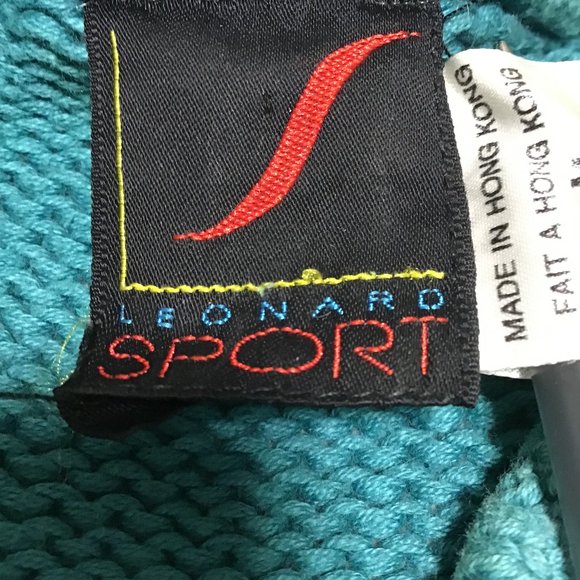 LEONARD
SPORT
MADE IN HONG KONG
FAIT A HONG KONG
M